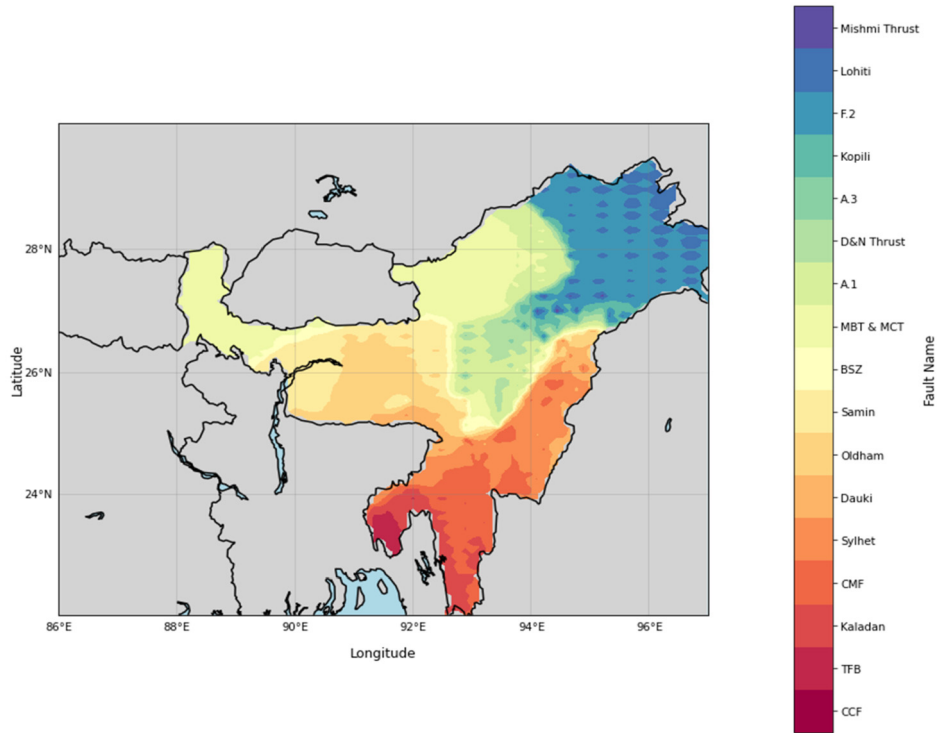 Mishmi Thrust
Lohiti
F.2
Kopili
A.3
D&N Thrust
A.1
MBT & MCT
BSZ
Samin
Oldham
Dauki
Sylhet
CMF
Kaladan
TFB
CCF
Fault Name
28°N
26°N
24°N
Latitude
86°E 88°E 90°E 92°E 94°E 96°E
Longitude